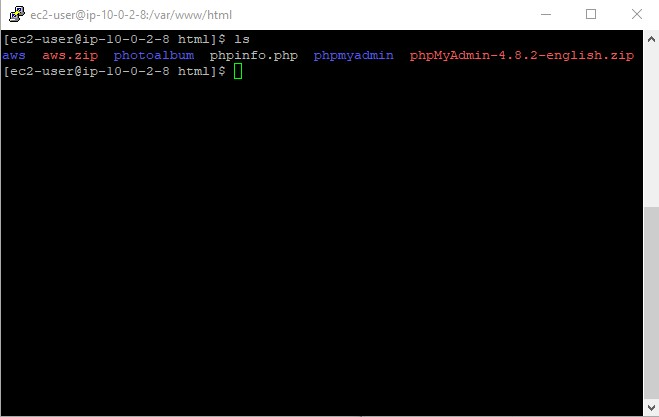 ec2-user@ip-10-0-2-8:/var/www/html
[ec2-user@ip-10-0-2-8 html]$ ls
aws  aws.zip  photoalbum  phpinfo.php  phpmyadmin  phpMyAdmin-4.8.2-english.zip
[ec2-user@ip-10-0-2-8 html]$